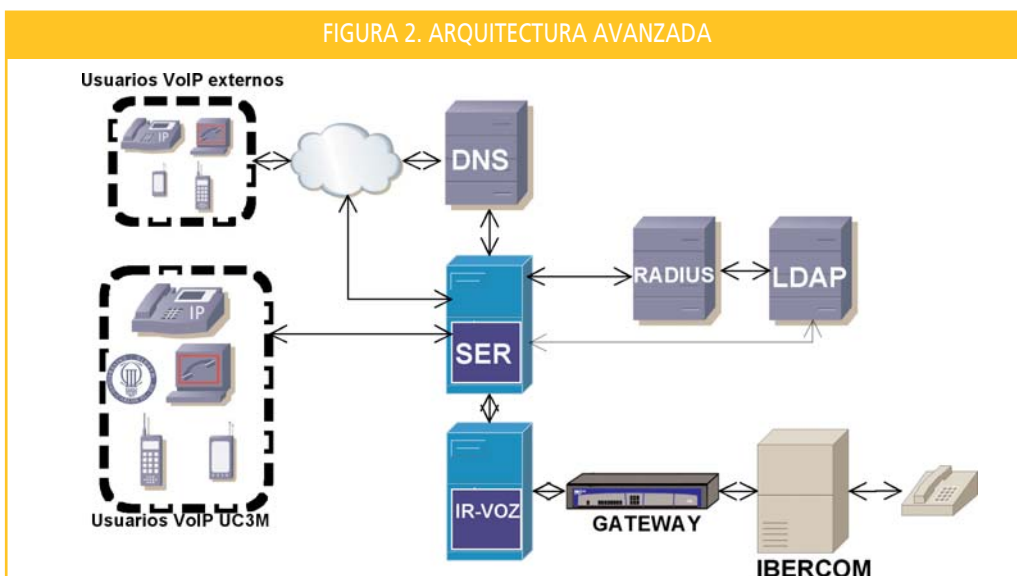 FIGURA 2. ARQUITECTURA AVANZADA
Usuarios VoIP externos
IP
DNS
RADIUS
LDAP
IP
SER
Usuarios VoIP UC3M
IR-VOZ
GATEWAY
IBERCOM